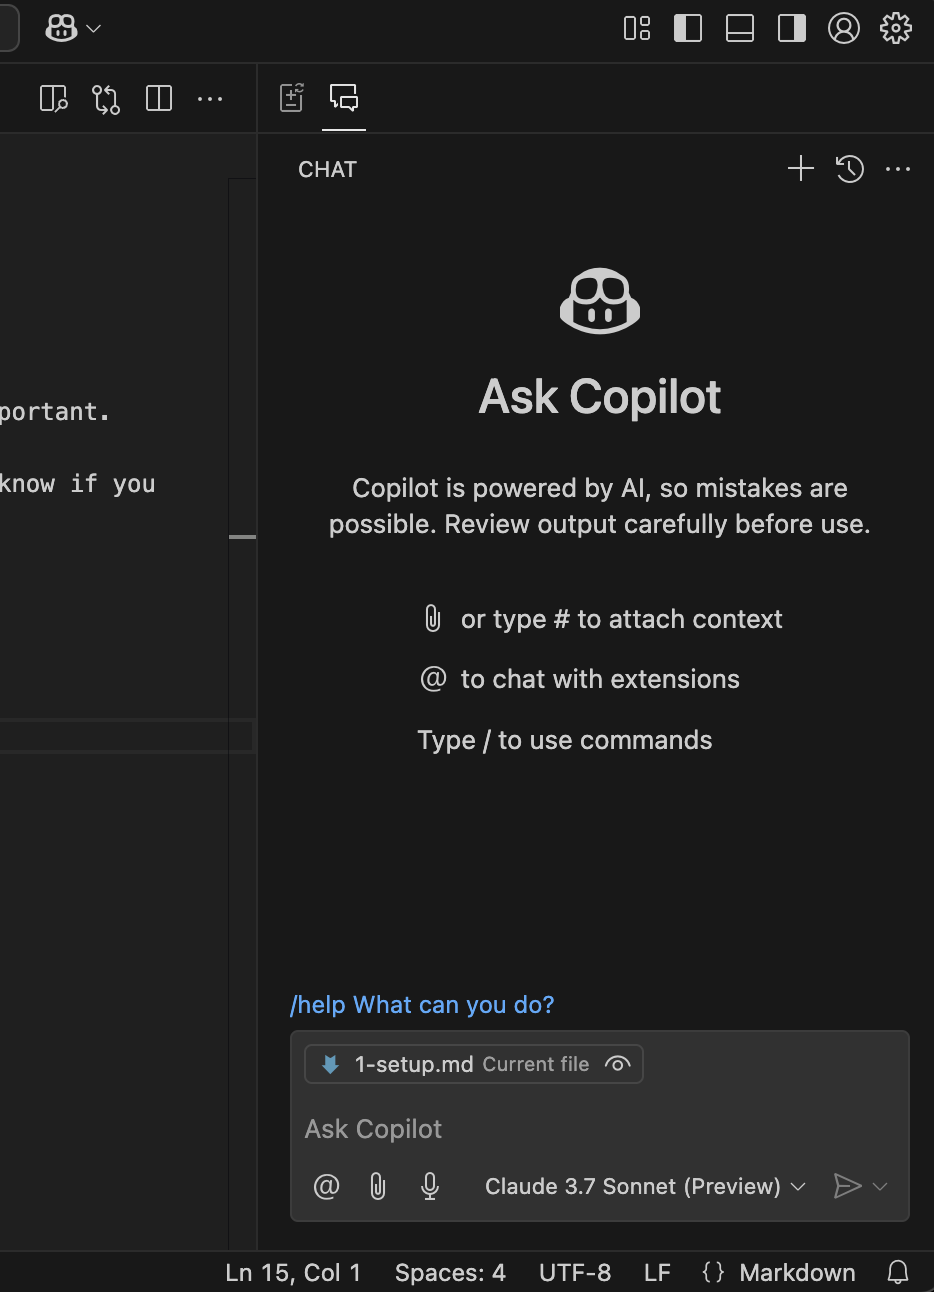 CHAT
portant.
know if you
Ask Copilot
Copilot is powered by AI, so mistakes are
possible. Review output carefully before use.
or type # to attach context
@ to chat with extensions
Type / to use commands
/help What can you do?
1-setup.md Current file
Ask Copilot
@ Claude 3.7 Sonnet (Preview)
Ln 15, Col 1 Spaces: 4 UTF-8 LF {} Markdown